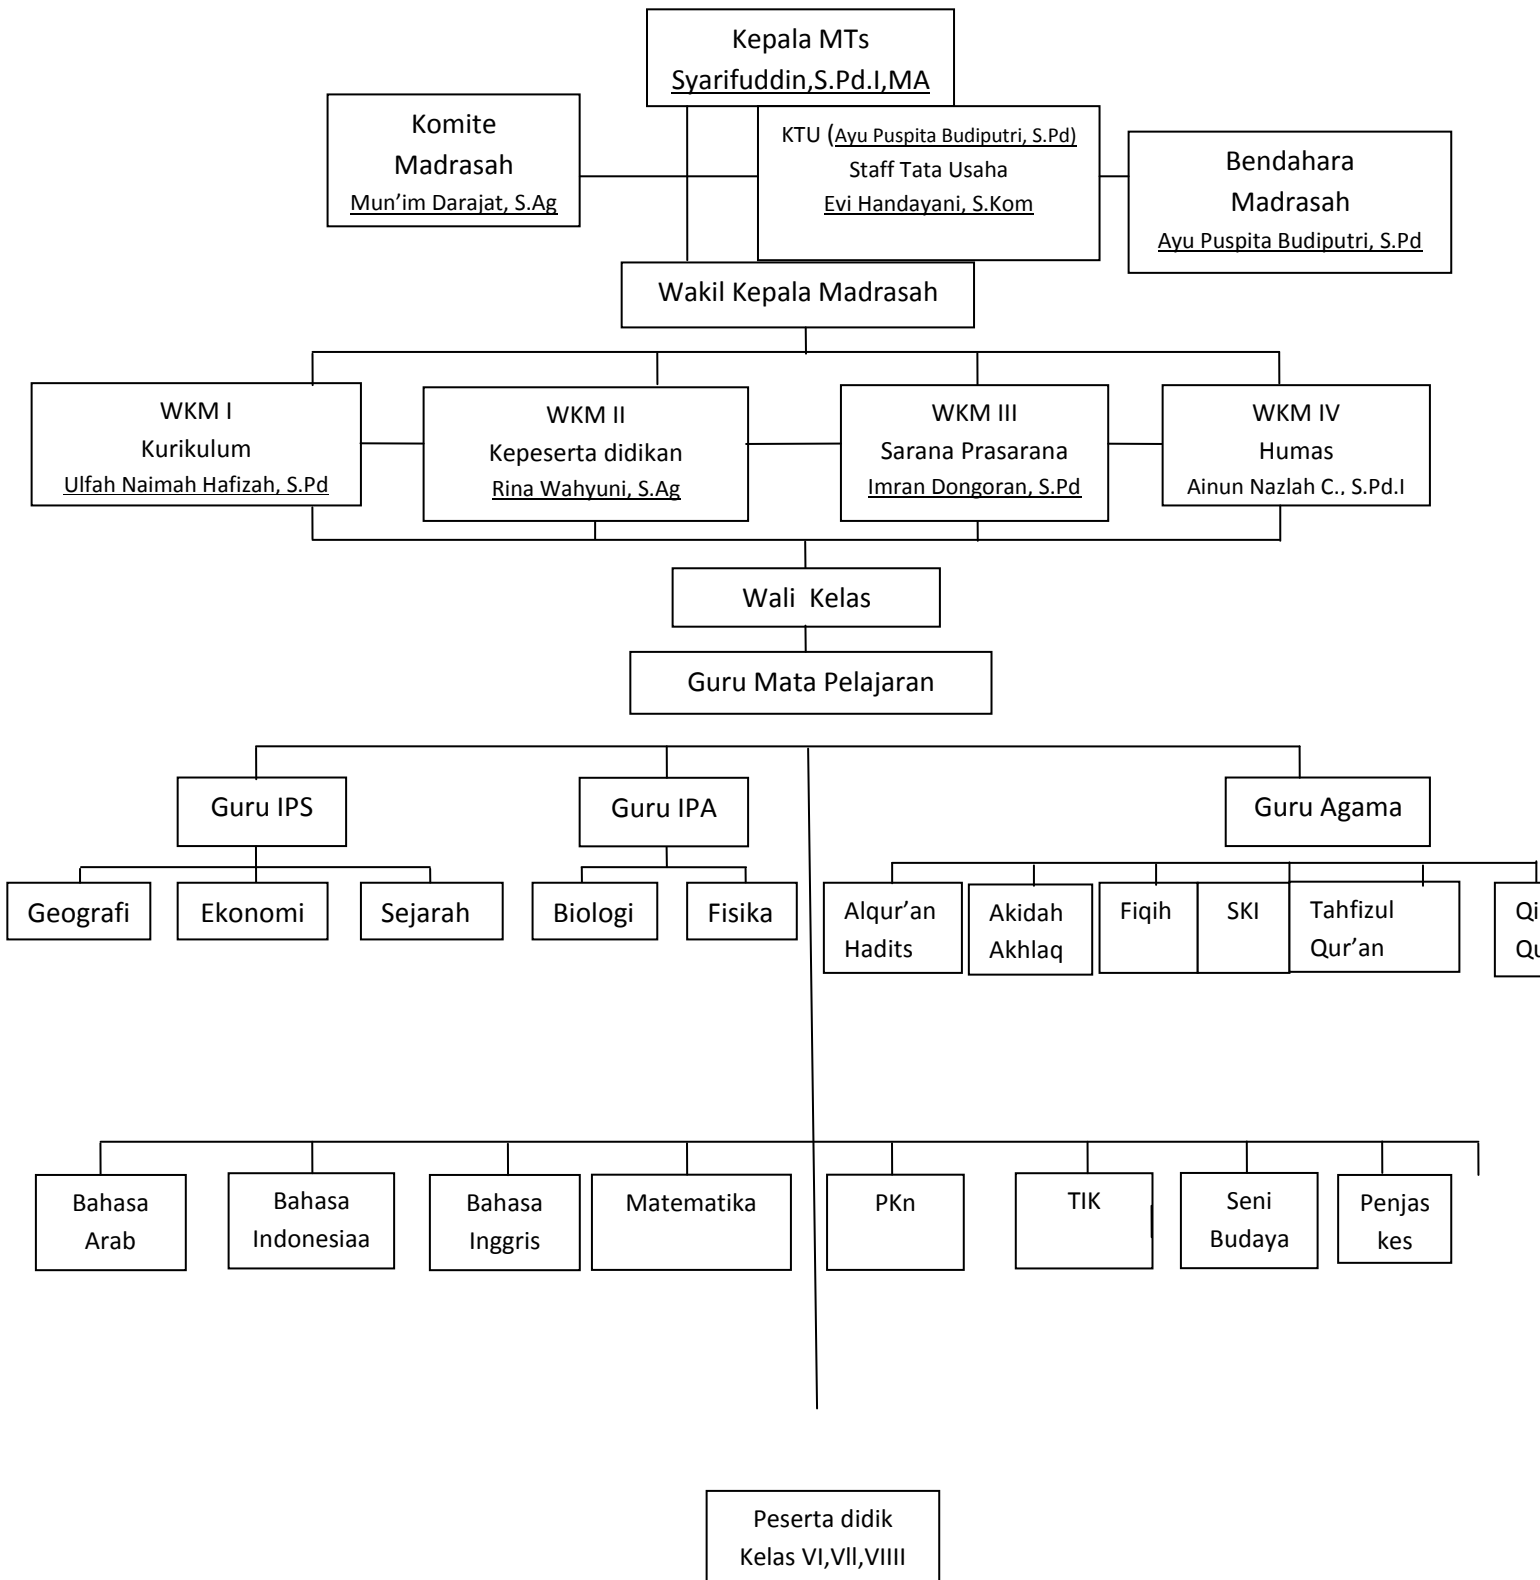 Kepala MTs
Syarifuddin,S.Pd.I,MA
Komite
Madrasah
Mun’im Darajat, S.Ag
KTU (Ayu Puspita Budiputri, S.Pd)
Staff Tata Usaha
Evi Handayani, S.Kom
Bendahara
Madrasah
Ayu Puspita Budiputri, S.Pd
Wakil Kepala Madrasah
WKM I
Kurikulum
Ulfah Naimah Hafizah, S.Pd
WKM II
Kepeserta didikan
Rina Wahyuni, S.Ag
WKM III
Sarana Prasarana
Imran Dongoran, S.Pd
WKM IV
Humas
Ainun Nazlah C., S.Pd.I
Wali  Kelas
Guru Mata Pelajaran
Guru IPS
Guru IPA
Guru Agama
Geografi
Ekonomi
Sejarah
Biologi
Fisika
Alqur’an
Hadits
Akidah
Akhlaq
Fiqih
SKI
Tahfizul
Qur’an
Bahasa
Arab
Bahasa
Indonesiaa
Bahasa
Inggris
Matematika
PKn
TIK
Seni
Budaya
Penjas
kes
Peserta didik
Kelas VI,Vll,VIIII